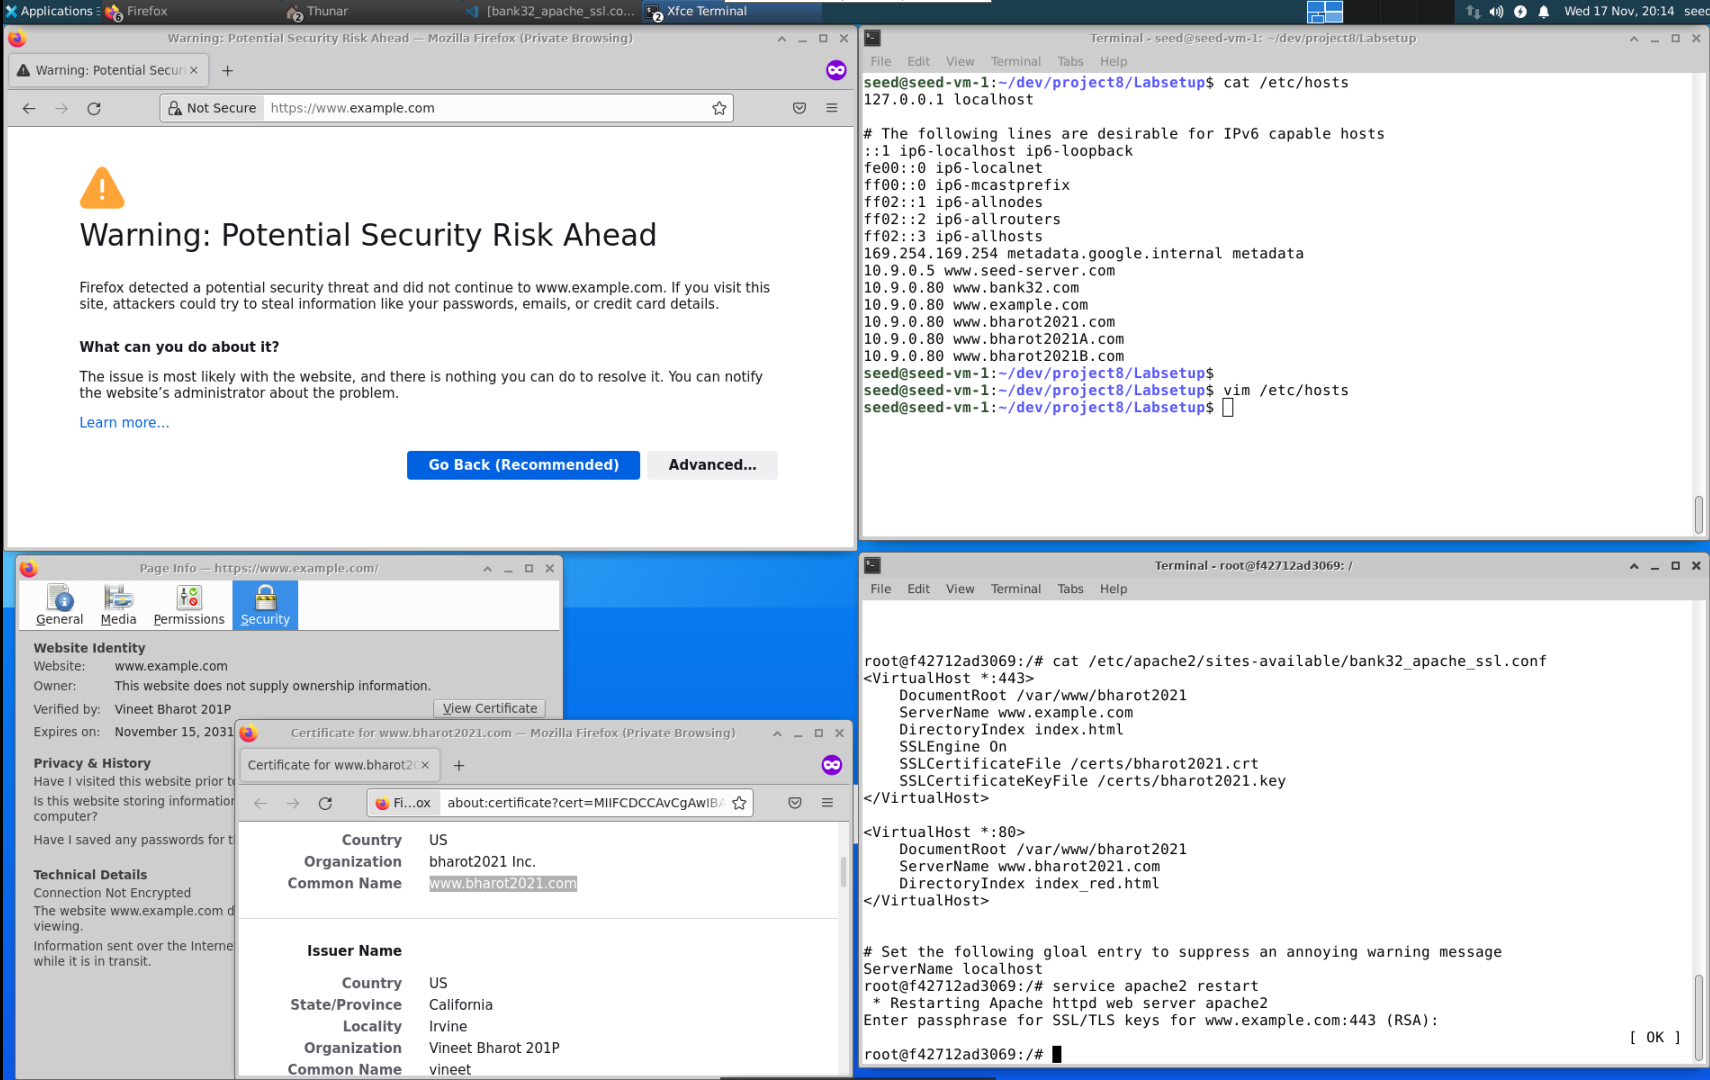 Applications
Firefox
Thunar
[bank32_apache_ssl.co...
Xfce Terminal
Wed 17 Nov, 20:14
seed
Warning: Potential Security Risk Ahead — Mozilla Firefox (Private Browsing)
Warning: Potential Securi
Not Secure
https://www.example.com
Warning: Potential Security Risk Ahead
Firefox detected a potential security threat and did not continue to www.example.com. If you visit this
site, attackers could try to steal information like your passwords, emails, or credit card details.
What can you do about it?
The issue is most likely with the website, and there is nothing you can do to resolve it. You can notify
the website’s administrator about the problem.
Learn more…
Go Back (Recommended)
Advanced…
Terminal - seed@seed-vm-1: ~/dev/project8/Labsetup
File Edit View Terminal Tabs Help
seed@seed-vm-1:~/dev/project8/Labsetup$ cat /etc/hosts
127.0.0.1 localhost
# The following lines are desirable for IPv6 capable hosts
::1 ip6-localhost ip6-loopback
fe00::0 ip6-localnet
ff00::0 ip6-mcastprefix
ff02::1 ip6-allnodes
ff02::2 ip6-allrouters
ff02::3 ip6-allhosts
169.254.169.254 metadata.google.internal metadata
10.9.0.5 www.seed-server.com
10.9.0.80 www.bank32.com
10.9.0.80 www.example.com
10.9.0.80 www.bharot2021.com
10.9.0.80 www.bharot2021A.com
10.9.0.80 www.bharot2021B.com
seed@seed-vm-1:~/dev/project8/Labsetup$
seed@seed-vm-1:~/dev/project8/Labsetup$ vim /etc/hosts
seed@seed-vm-1:~/dev/project8/Labsetup$
Page Info — https://www.example.com/
General
Media
Permissions
Security
Website Identity
Website: www.example.com
Owner: This website does not supply ownership information.
Verified by: Vineet Bharot 201P
View Certificate
Expires on: November 15, 2031
Privacy & History
Have I visited this website prior to
Is this website storing information
computer?
Have I saved any passwords for t
Technical Details
Connection Not Encrypted
The website www.example.com d
viewing.
Information sent over the Interne
while it is in transit.
Certificate for www.bharot2021.com — Mozilla Firefox (Private Browsing)
Certificate for www.bharot20
Fi…ox
about:certificate?cert=MIIFCDCCAvCgAwIBA
Country US
Organization bharot2021 Inc.
Common Name www.bharot2021.com
Issuer Name
Country US
State/Province California
Locality Irvine
Organization Vineet Bharot 201P
Common Name vineet
Terminal - root@f42712ad3069: /
File Edit View Terminal Tabs Help
root@f42712ad3069:/# cat /etc/apache2/sites-available/bank32_apache_ssl.conf
<VirtualHost *:443>
DocumentRoot /var/www/bharot2021
ServerName www.example.com
DirectoryIndex index.html
SSLEngine On
SSLCertificateFile /certs/bharot2021.crt
SSLCertificateKeyFile /certs/bharot2021.key
</VirtualHost>
<VirtualHost *:80>
DocumentRoot /var/www/bharot2021
ServerName www.bharot2021.com
DirectoryIndex index_red.html
</VirtualHost>
# Set the following gloal entry to suppress an annoying warning message
ServerName localhost
root@f42712ad3069:/# service apache2 restart
* Restarting Apache httpd web server apache2
Enter passphrase for SSL/TLS keys for www.example.com:443 (RSA):
[ OK ]
root@f42712ad3069:/#